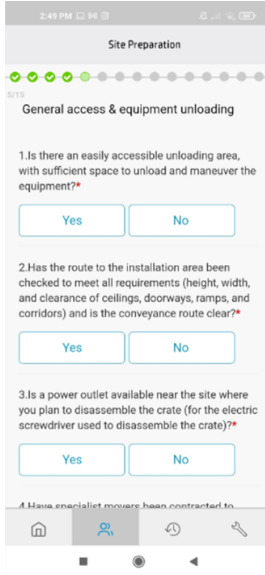 2:49 PM
Site Preparation
5/15
General access & equipment unloading
1.Is there an easily accessible unloading area,
with sufficient space to unload and maneuver the
equipment?*
Yes
No
2.Has the route to the installation area been
checked to meet all requirements (height, width,
and clearance of ceilings, doorways, ramps, and
corridors) and is the conveyance route clear?*
Yes
No
3.Is a power outlet available near the site where
you plan to disassemble the crate (for the electric
screwdriver used to disassemble the crate)?*
Yes
No
4.Have specialist movers been contracted to